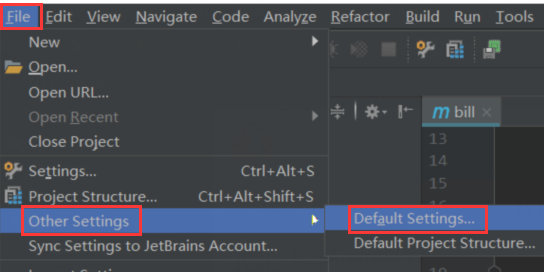 File Edit View Navigate Code Analyze Refactor Build Run Tools
New
Open...
Open URL...
Open Recent
Close Project
Settings... Ctrl+Alt+S
Project Structure... Ctrl+Alt+Shift+S
Other Settings
Sync Settings to JetBrains Account...
Default Settings...
Default Project Structure...
m bill
13
14
15